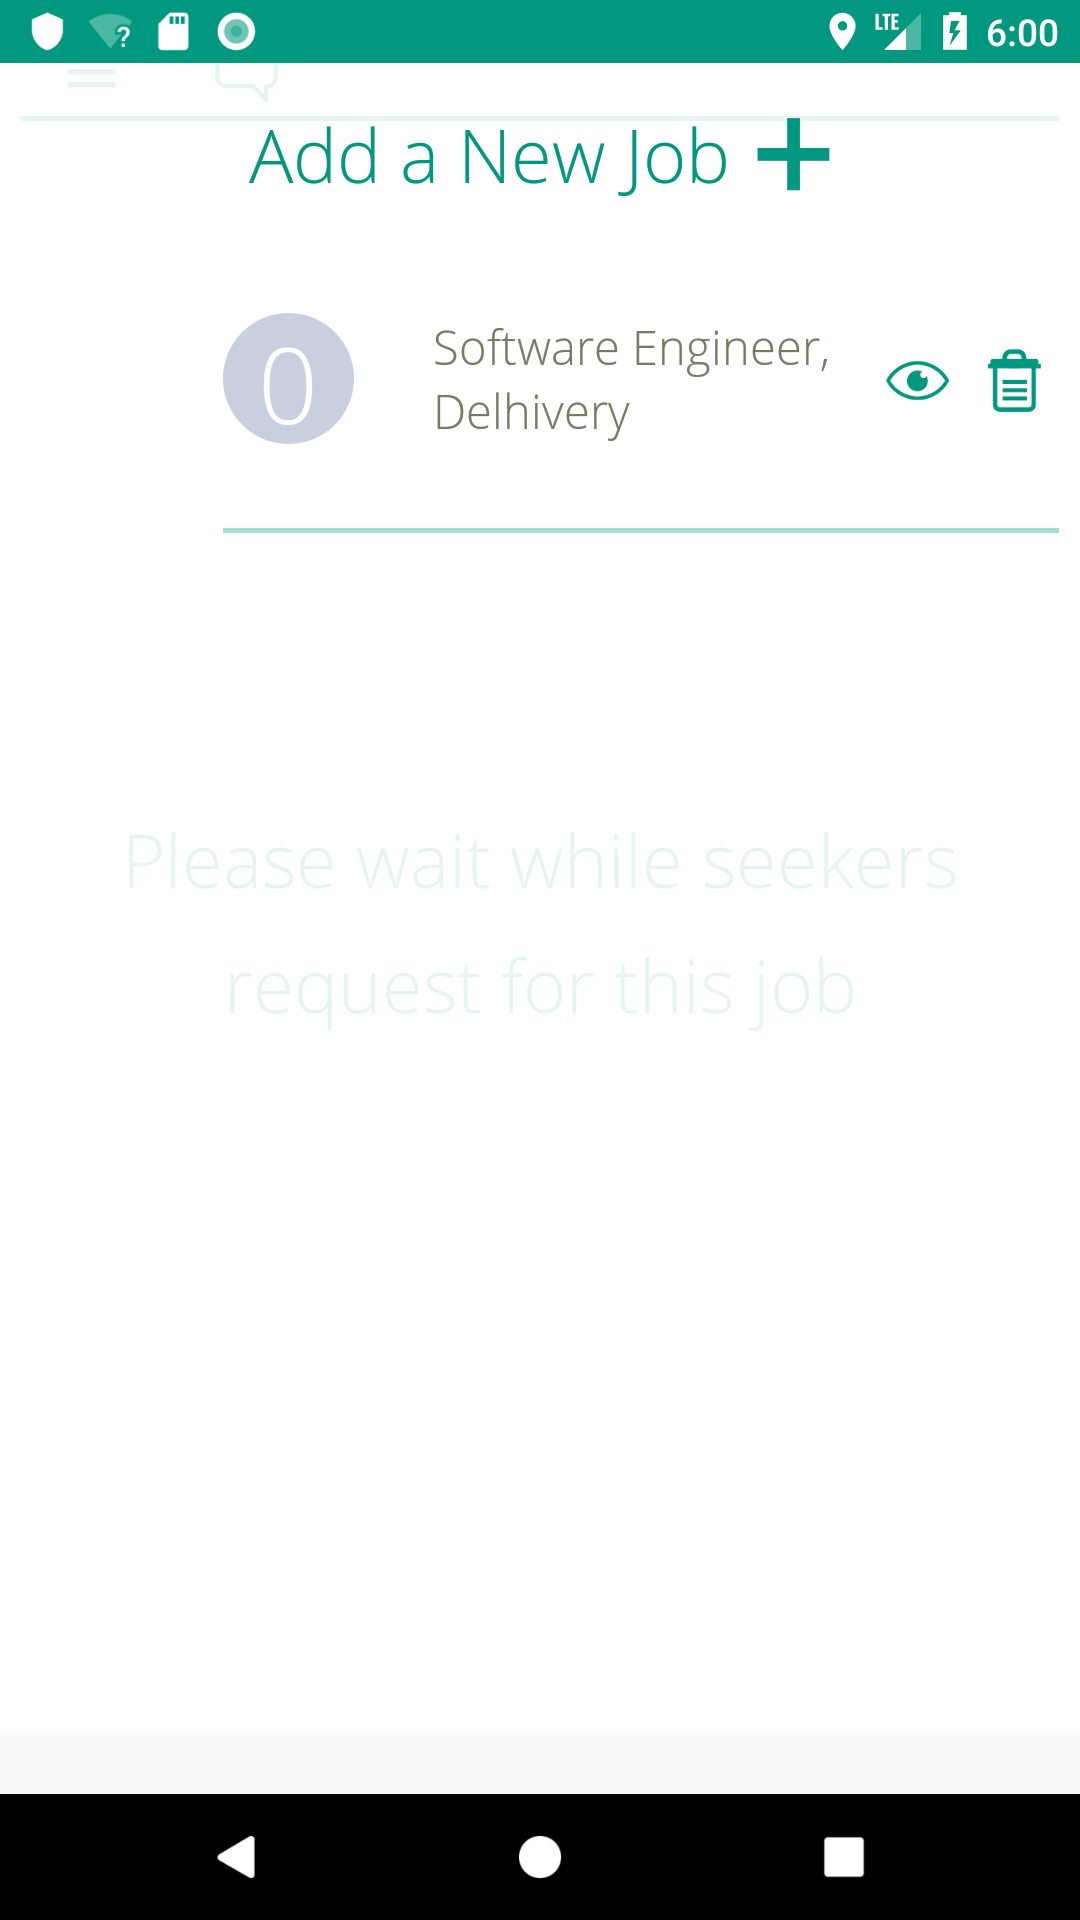 LTE 6:00
Add a New Job
0
Software Engineer,
Delhivery
Please wait while seekers
request for this job